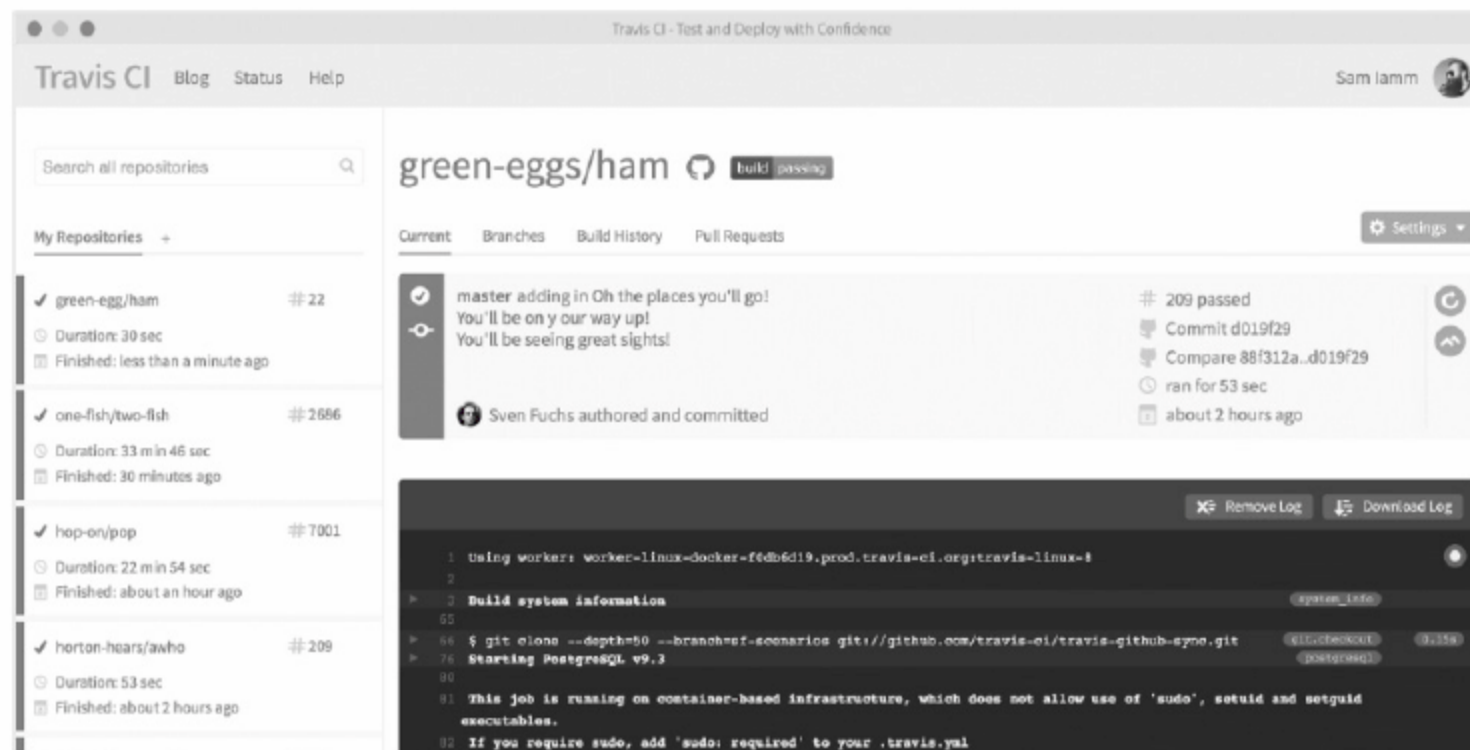 Travis CI - Test and Deploy with Confidence
Travis CI Blog Status Help
Sam Iamm
Search all repositories
My Repositories +
green-egg/ham #22
Duration: 30 sec
Finished: less than a minute ago
one-fish/two-fish #2686
Duration: 33 min 46 sec
Finished: 30 minutes ago
hop-on/pop #7001
Duration: 22 min 54 sec
Finished: about an hour ago
horton-hears/awho #209
Duration: 53 sec
Finished: about 2 hours ago
green-eggs/ham build passing
Current Branches Build History Pull Requests
Settings
master adding in Oh the places you'll go!
You'll be on y our way up!
You'll be seeing great sights!
Sven Fuchs authored and committed
# 209 passed
Commit d019f29
Compare 88f312a..d019f29
ran for 53 sec
about 2 hours ago
Remove Log Download Log
1 Using worker: worker-linux-docker-f0db6d19.prod.travis-ci.org:travis-linux-8
2
3 Build system information system_info
65
66 $ git clone --depth=50 --branch=sf-scenarios git://github.com/travis-ci/travis-github-sync.git git.checkout 0.15s
76 Starting PostgreSQL v9.3 postgresql
80
81 This job is running on container-based infrastructure, which does not allow use of 'sudo', setuid and setguid
executables.
82 If you require sudo, add 'sudo: required' to your .travis.yml